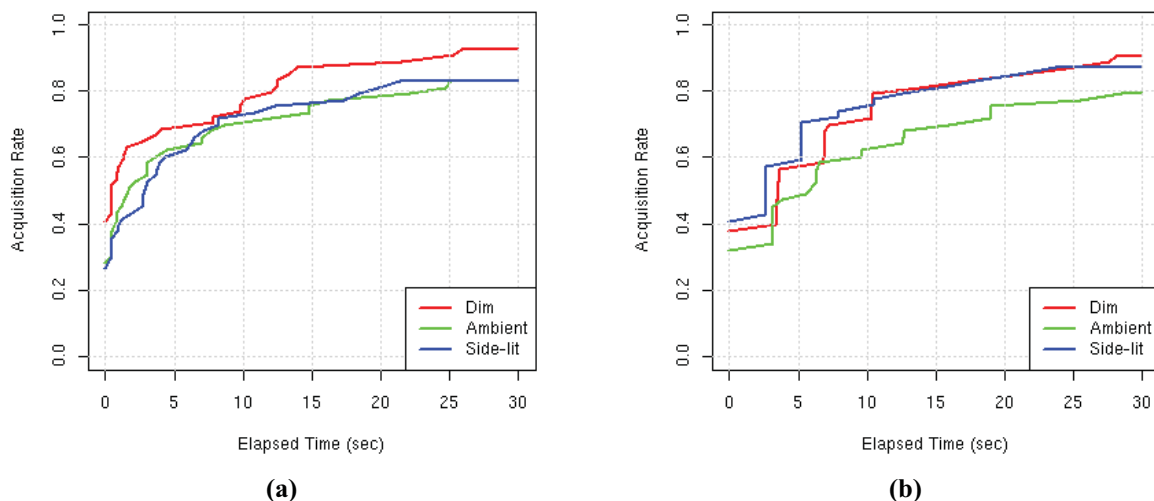 Acquisition Rate
1.0
0.8
0.6
0.4
0.2
0.0
Dim
Ambient
Side-lit
0 5 10 15 20 25 30
Elapsed Time (sec)
(a)
Acquisition Rate
1.0
0.8
0.6
0.4
0.2
0.0
Dim
Ambient
Side-lit
0 5 10 15 20 25 30
Elapsed Time (sec)
(b)